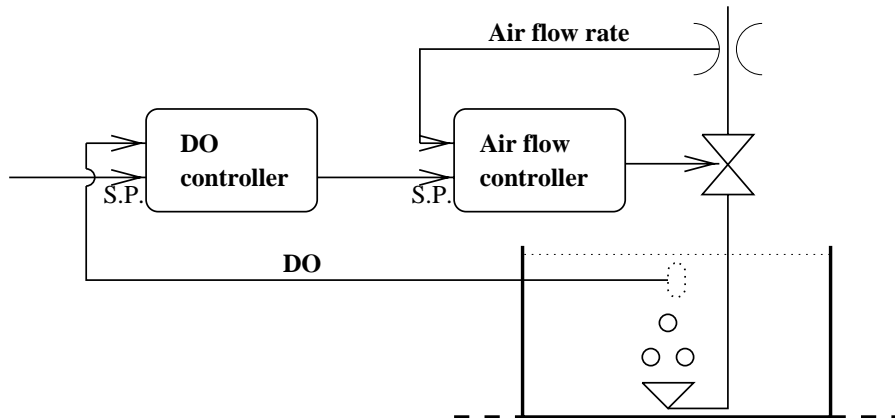 Air flow rate
DO
controller
Air flow
controller
S.P.
S.P.
DO